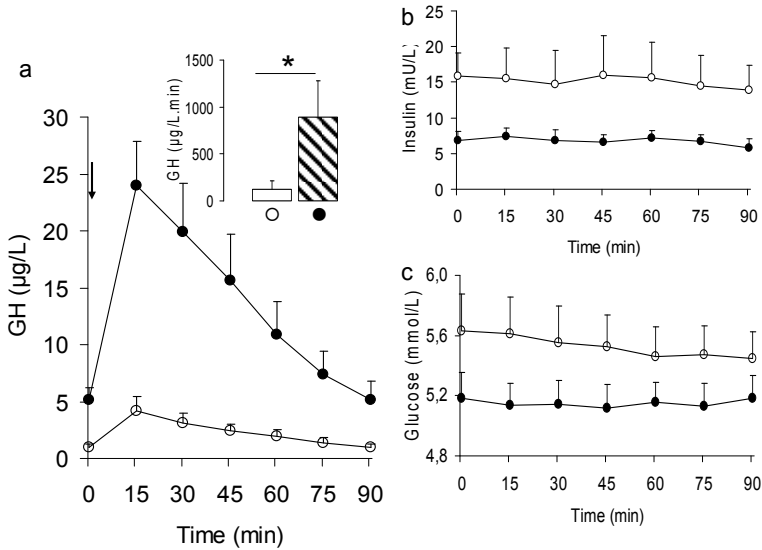 a
GH (µg/L)
30
25
20
15
10
5
0
0 15 30 45 60 75 90
Time (min)
GH (µg/L.min)
1500
1000
500
0
*
b
Insulin (mU/L)
25
20
15
10
5
0
0 15 30 45 60 75 90
Time (min)
c
Glucose (mmol/L)
6,0
5,6
5,2
4,8
0 15 30 45 60 75 90
Time (min)